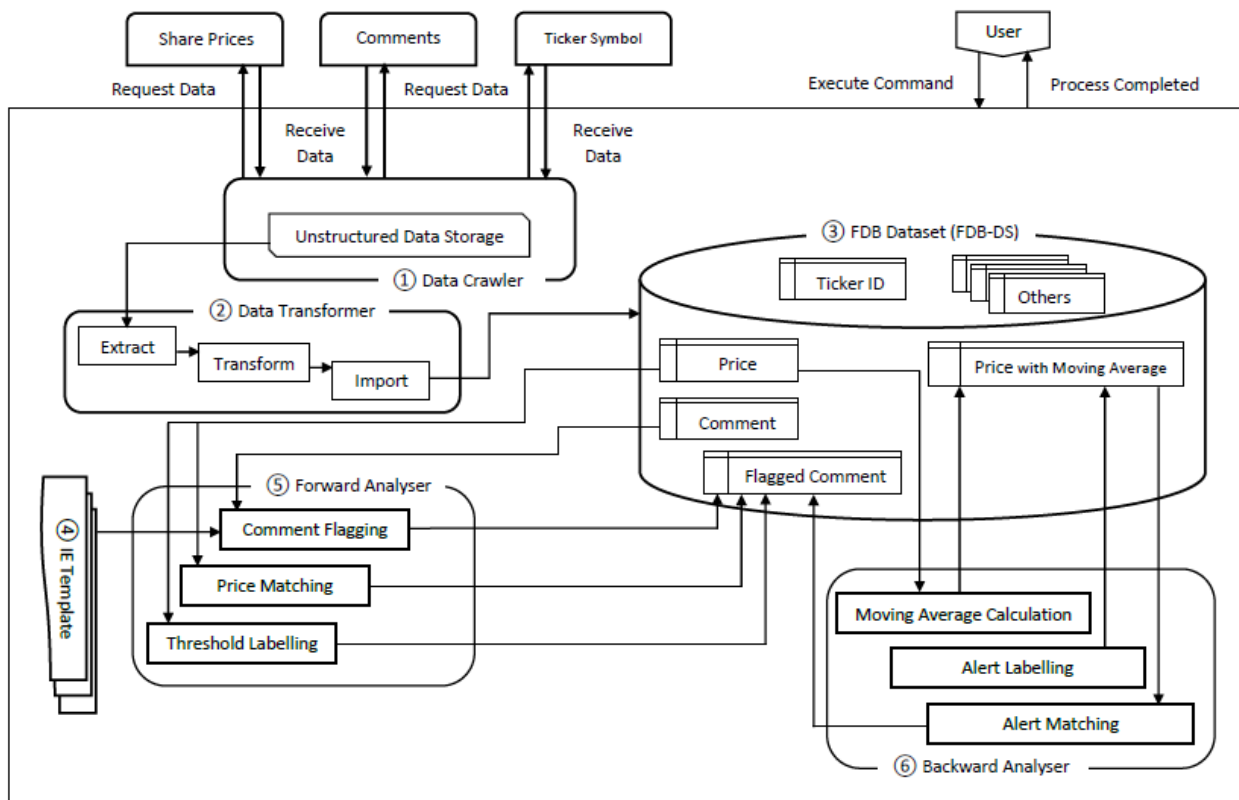 Share Prices
Comments
Ticker Symbol
User
Request Data
Request Data
Execute Command
Process Completed
Receive
Data
Receive
Data
Unstructured Data Storage
① Data Crawler
③ FDB Dataset (FDB-DS)
Ticker ID
Others
② Data Transformer
Extract
Transform
Import
Price
Price with Moving Average
Comment
Flagged Comment
④ IE Template
⑤ Forward Analyser
Comment Flagging
Price Matching
Threshold Labelling
Moving Average Calculation
Alert Labelling
Alert Matching
⑥ Backward Analyser